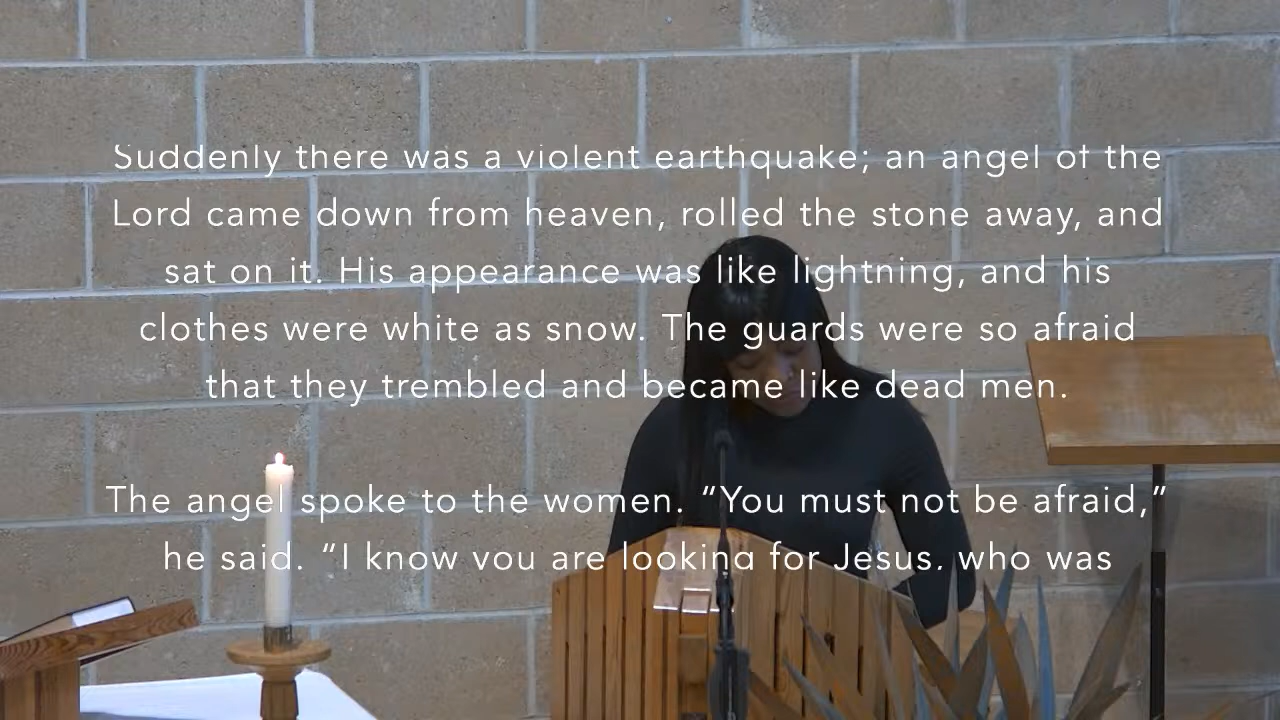 Suddenly there was a violent earthquake; an angel of the
Lord came down from heaven, rolled the stone away, and
sat on it. His appearance was like lightning, and his
clothes were white as snow. The guards were so afraid
that they trembled and became like dead men.
The angel spoke to the women. “You must not be afraid,”
he said. “I know you are looking for Jesus, who was